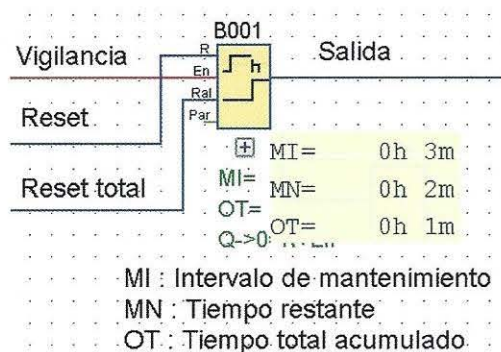 B001
Vigilancia
R
Salida
En
Ral
Reset
Par
MI= 0h 3m
MI=
MN= 0h 2m
Reset total
OT=
OT= 0h 1m
Q->0:
MI : Intervalo de mantenimiento
MN : Tiempo restante
OT : Tiempo total acumulado